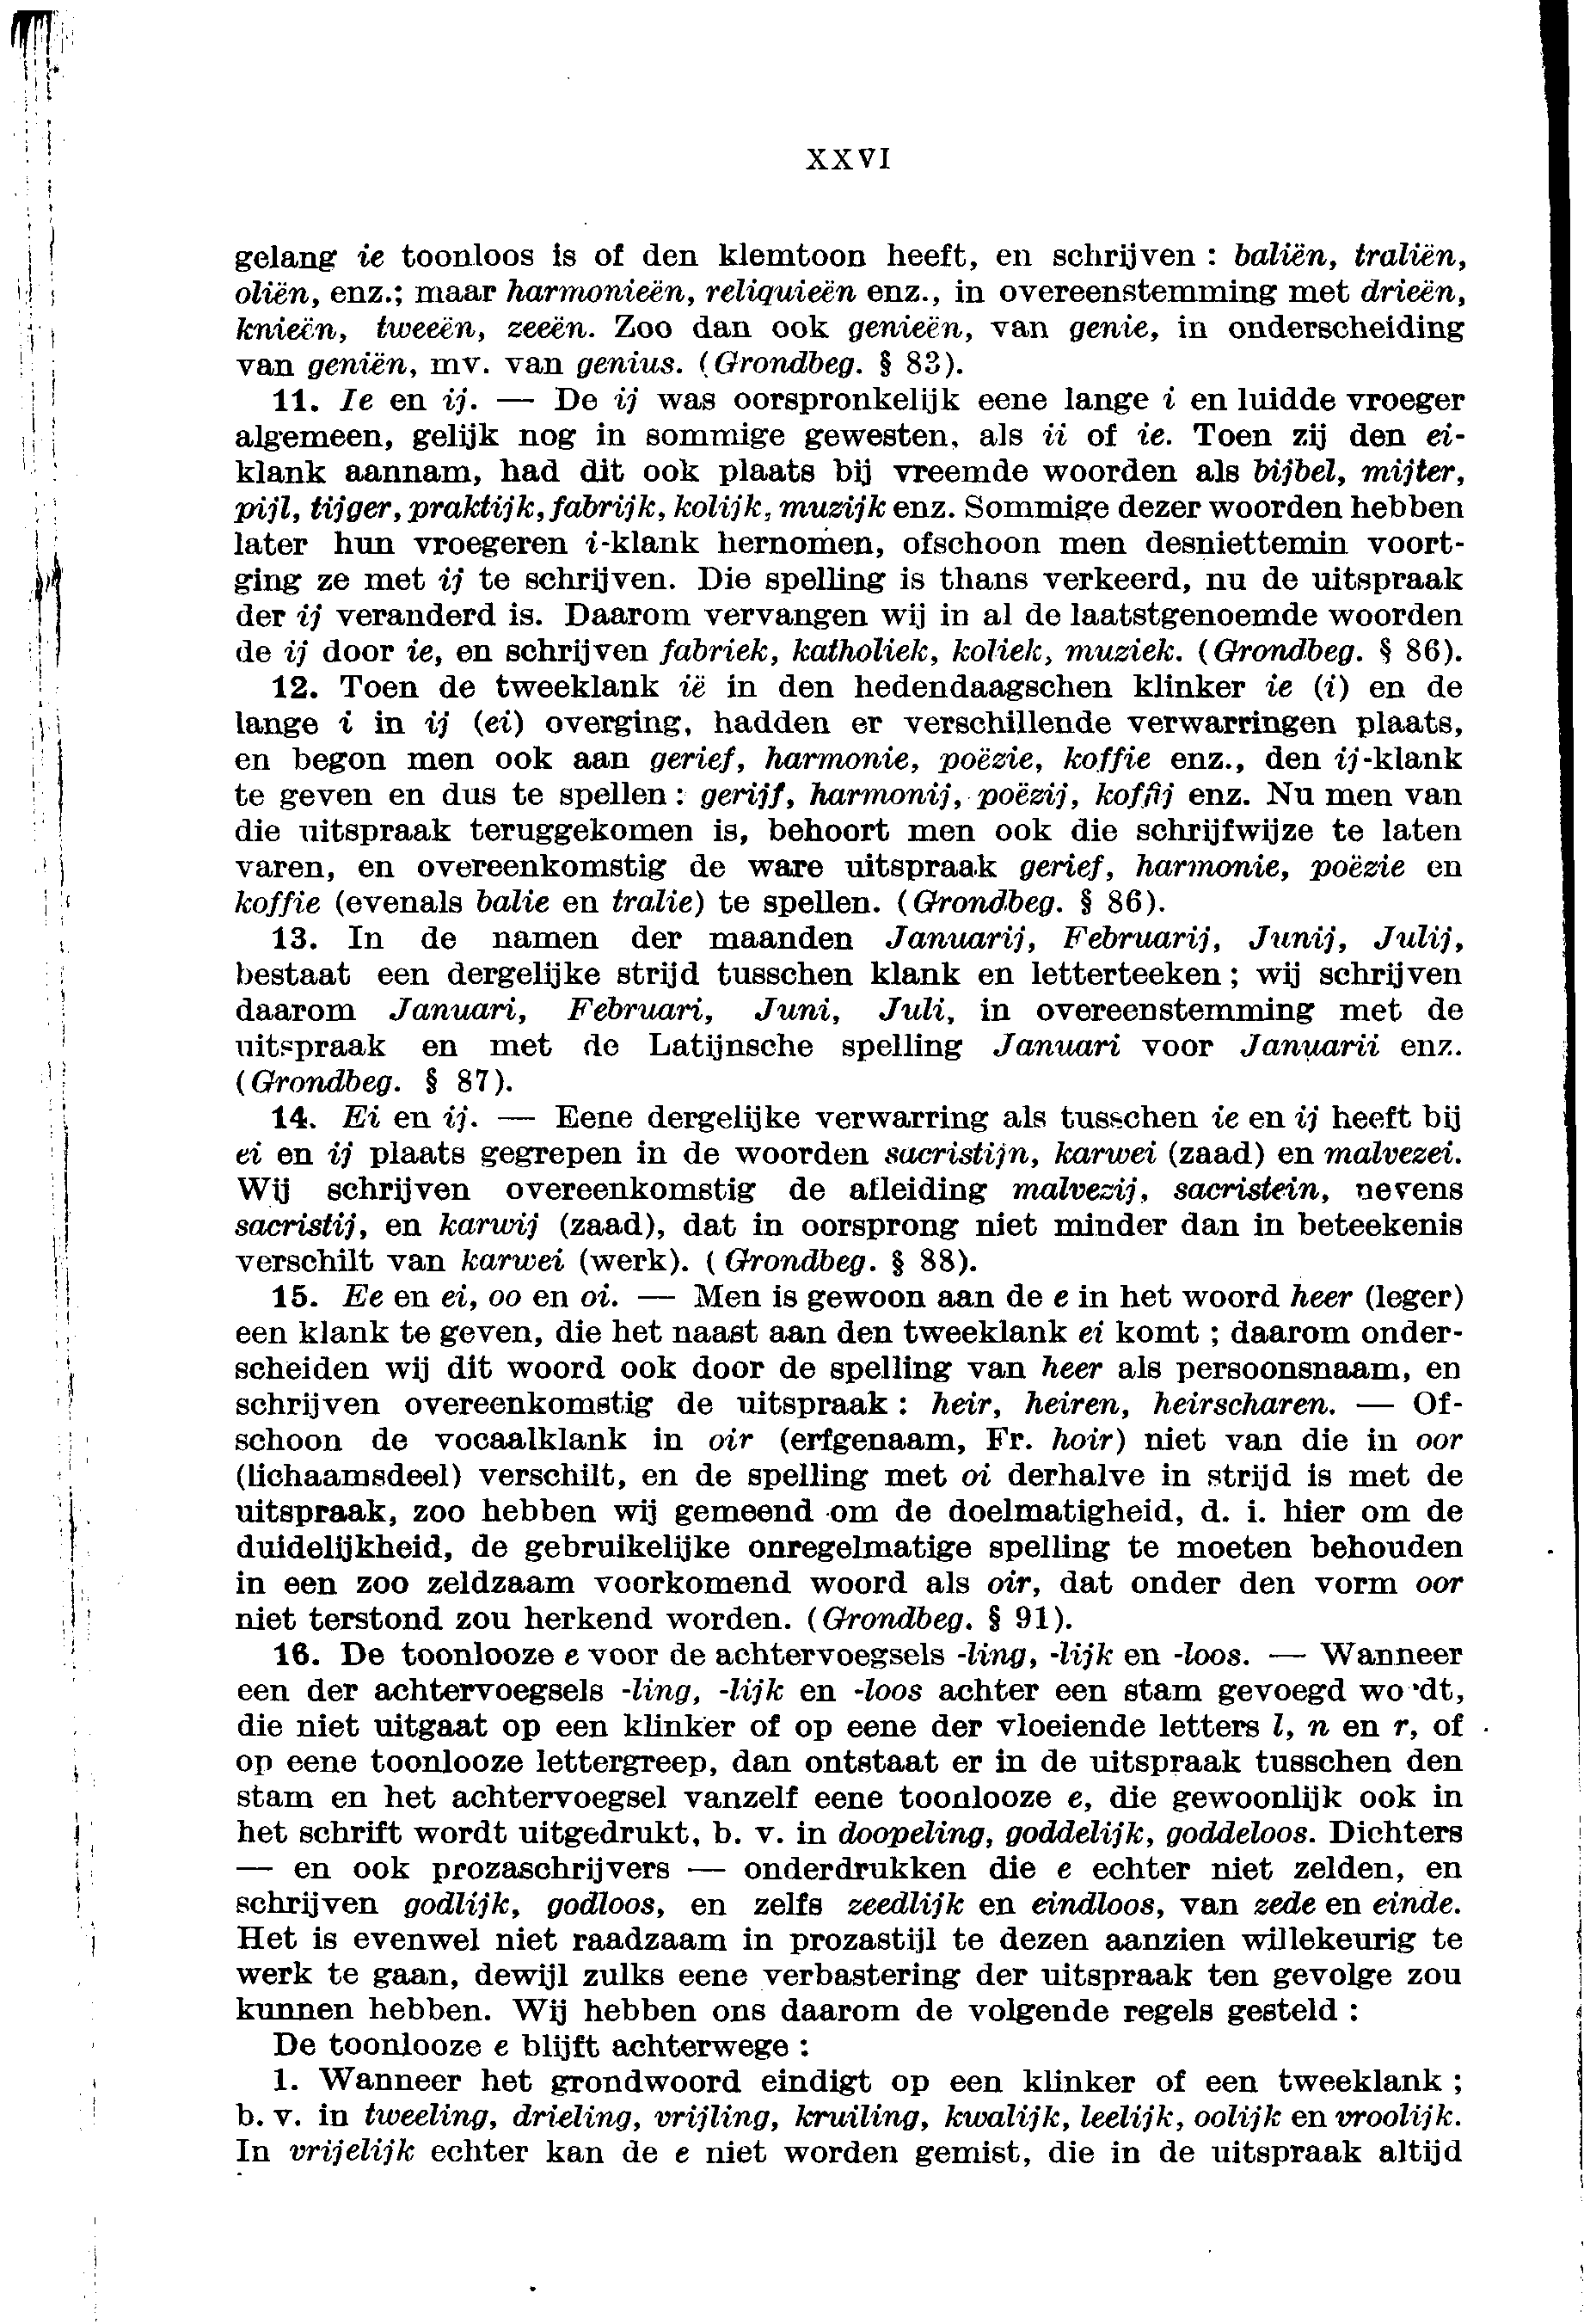 XXVI
gelang ie toonloos is of den klemtoon heeft, en schrijven : baliën, traliën,
oliën, enz.; maar harmonieën, reliquieën enz., in overeenstemming met drieën,
knieën, tweeën, zeeën. Zoo dan ook genieën, van genie, in onderscheiding
van geniën, mv. van genius. (Grondbeg. § 83).
11. Ie en ij. — De ij was oorspronkelijk eene lange i en luidde vroeger
algemeen, gelijk nog in sommige gewesten, als ii of ie. Toen zij den ei-
klank aannam, had dit ook plaats bij vreemde woorden als bijbel, mijter,
pijl, tijger, praktijk, fabrijk, kolijk, muzijk enz. Sommige dezer woorden hebben
later hun vroegeren i-klank hernomen, ofschoon men desniettemin voort-
ging ze met ij te schrijven. Die spelling is thans verkeerd, nu de uitspraak
der ij veranderd is. Daarom vervangen wij in al de laatstgenoemde woorden
de ij door ie, en schrijven fabriek, katholiek, koliek, muziek. (Grondbeg. § 86).
12. Toen de tweeklank ië in den hedendaagschen klinker ie (i) en de
lange i in ij (ei) overging, hadden er verschillende verwarringen plaats,
en begon men ook aan gerief, harmonie, poëzie, koffie enz., den ij-klank
te geven en dus te spellen : gerijf, harmonij, poëzij, koffij enz. Nu men van
die uitspraak teruggekomen is, behoort men ook die schrijfwijze te laten
varen, en overeenkomstig de ware uitspraak gerief, harmonie, poëzie en
koffie (evenals balie en tralie) te spellen. (Grondbeg. § 86).
13. In de namen der maanden Januarij, Februarij, Junij, Julij,
bestaat een dergelijke strijd tusschen klank en letterteeken ; wij schrijven
daarom Januari, Februari, Juni, Juli, in overeenstemming met de
uitspraak en met de Latijnsche spelling Januari voor Januarii enz.
(Grondbeg. § 87).
14. Ei en ij. — Eene dergelijke verwarring als tusschen ie en ij heeft bij
ei en ij plaats gegrepen in de woorden sacristijn, karwei (zaad) en malvezei.
Wij schrijven overeenkomstig de afleiding malvezij, sacristein, nevens
sacristij, en karwij (zaad), dat in oorsprong niet minder dan in beteekenis
verschilt van karwei (werk). (Grondbeg. § 88).
15. Ee en ei, oo en oi. — Men is gewoon aan de e in het woord heer (leger)
een klank te geven, die het naast aan den tweeklank ei komt ; daarom onder-
scheiden wij dit woord ook door de spelling van heer als persoonsnaam, en
schrijven overeenkomstig de uitspraak : heir, heiren, heirscharen. — Of-
schoon de vocaalklank in oir (erfgenaam, Fr. hoir) niet van die in oor
(lichaamsdeel) verschilt, en de spelling met oi derhalve in strijd is met de
uitspraak, zoo hebben wij gemeend om de doelmatigheid, d. i. hier om de
duidelijkheid, de gebruikelijke onregelmatige spelling te moeten behouden
in een zoo zeldzaam voorkomend woord als oir, dat onder den vorm oor
niet terstond zou herkend worden. (Grondbeg. § 91).
16. De toonlooze e voor de achtervoegsels -ling, -lijk en -loos. — Wanneer
een der achtervoegsels -ling, -lijk en -loos achter een stam gevoegd wordt,
die niet uitgaat op een klinker of op eene der vloeiende letters l, n en r, of
op eene toonlooze lettergreep, dan ontstaat er in de uitspraak tusschen den
stam en het achtervoegsel vanzelf eene toonlooze e, die gewoonlijk ook in
het schrift wordt uitgedrukt, b. v. in doopeling, goddelijk, goddeloos. Dichters
— en ook prozaschrijvers — onderdrukken die e echter niet zelden, en
schrijven godlijk, godloos, en zelfs zeedlijk en eindloos, van zede en einde.
Het is evenwel niet raadzaam in prozastijl te dezen aanzien willekeurig te
werk te gaan, dewijl zulks eene verbastering der uitspraak ten gevolge zou
kunnen hebben. Wij hebben ons daarom de volgende regels gesteld :
De toonlooze e blijft achterwege :
1. Wanneer het grondwoord eindigt op een klinker of een tweeklank ;
b. v. in tweeling, drieling, vrijling, kruiling, kwalijk, leelijk, oolijk en vroolijk.
In vrijelijk echter kan de e niet worden gemist, die in de uitspraak altijd